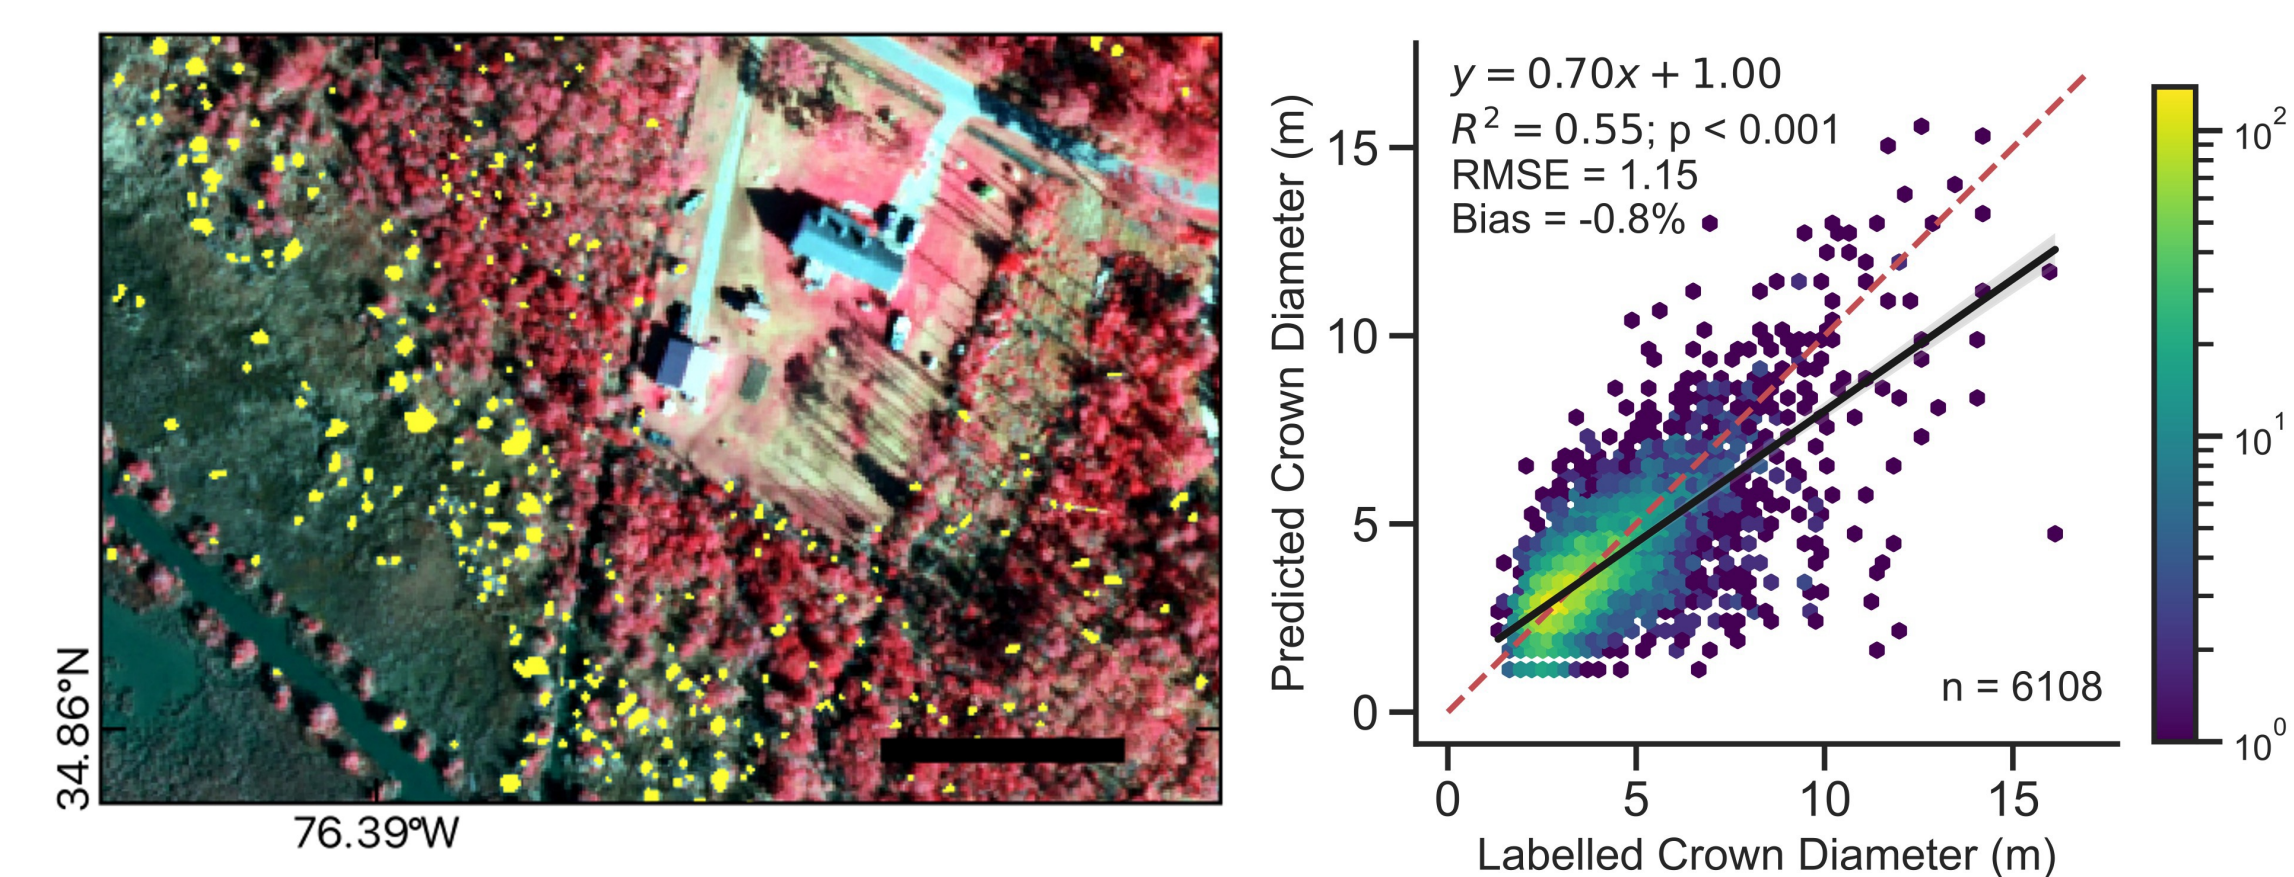 34.86°N
76.39°W
y = 0.70x + 1.00
R² = 0.55; p < 0.001
RMSE = 1.15
Bias = -0.8%
n = 6108
Predicted Crown Diameter (m)
15
10
5
0
0 5 10 15
Labelled Crown Diameter (m)
10²
10¹
10⁰